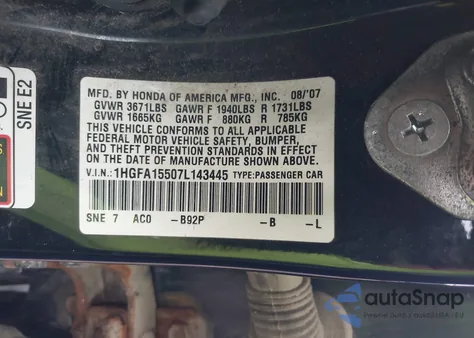 SNE E2
MFD. BY HONDA OF AMERICA MFG., INC. 08/'07
GVWR 3671LBS GAWR F 1940LBS R 1731LBS
GVWR 1665KG GAWR F 880KG R 785KG
THIS VEHICLE CONFORMS TO ALL APPLICABLE
FEDERAL MOTOR VEHICLE SAFETY, BUMPER,
AND THEFT PREVENTION STANDARDS IN EFFECT
ON THE DATE OF MANUFACTURE SHOWN ABOVE.
V.I.N.: 1HGFA15507L143445 TYPE:PASSENGER CAR
SNE 7 AC0 -B92P -B -L
autoSnap